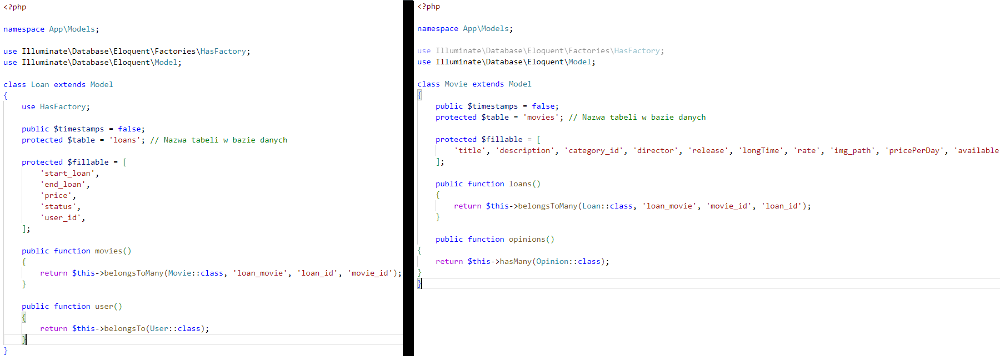 <?php
namespace App\Models;
use Illuminate\Database\Eloquent\Factories\HasFactory;
use Illuminate\Database\Eloquent\Model;
class Loan extends Model
{
use HasFactory;
public $timestamps = false;
protected $table = 'loans'; // Nazwa tabeli w bazie danych
protected $fillable = [
'start_loan',
'end_loan',
'price',
'status',
'user_id',
];
public function movies()
{
return $this->belongsToMany(Movie::class, 'loan_movie', 'loan_id', 'movie_id');
}
public function user()
{
return $this->belongsTo(User::class);
}
}
<?php
namespace App\Models;
use Illuminate\Database\Eloquent\Factories\HasFactory;
use Illuminate\Database\Eloquent\Model;
class Movie extends Model
{
public $timestamps = false;
protected $table = 'movies'; // Nazwa tabeli w bazie danych
protected $fillable = [
'title', 'description', 'category_id', 'director', 'release', 'longTime', 'rate', 'img_path', 'pricePerDay', 'available
];
public function loans()
{
return $this->belongsToMany(Loan::class, 'loan_movie', 'movie_id', 'loan_id');
}
public function opinions()
{
return $this->hasMany(Opinion::class);
}
}